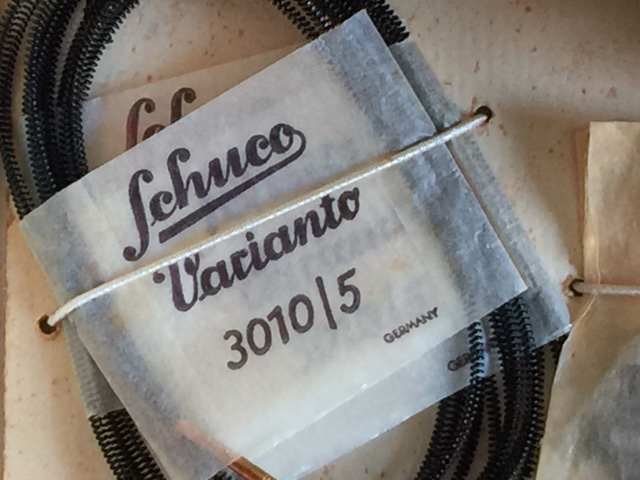 Schuco
Varianto
3010/5
GERMANY